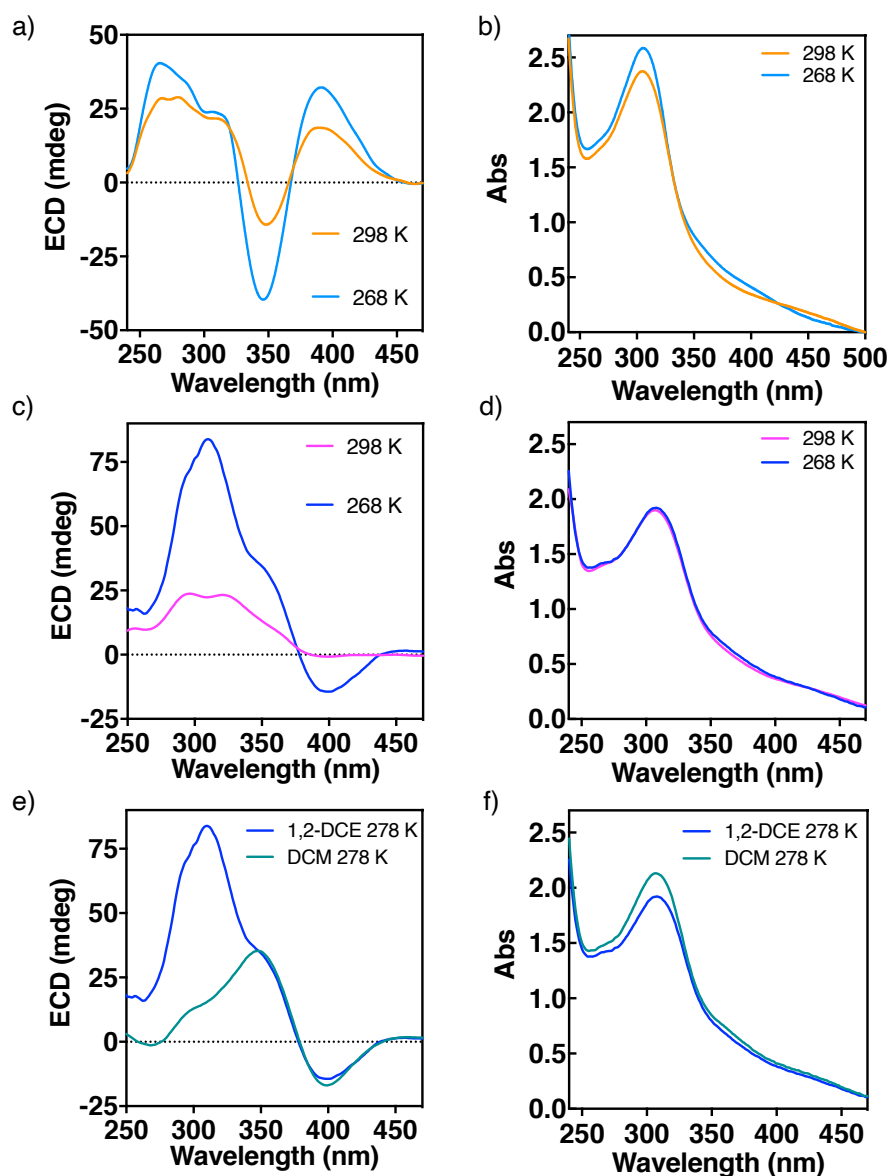 a)
ECD (mdeg)
50
25
0
-25
-50
298 K
268 K
250 300 350 400 450
Wavelength (nm)
b)
Abs
2.5
2.0
1.5
1.0
0.5
0.0
298 K
268 K
250 300 350 400 450 500
Wavelength (nm)
c)
ECD (mdeg)
75
50
25
0
-25
298 K
268 K
250 300 350 400 450
Wavelength (nm)
d)
Abs
2.5
2.0
1.5
1.0
0.5
0.0
298 K
268 K
250 300 350 400 450
Wavelength (nm)
e)
ECD (mdeg)
75
50
25
0
-25
1,2-DCE 278 K
DCM 278 K
250 300 350 400 450
Wavelength (nm)
f)
Abs
2.5
2.0
1.5
1.0
0.5
0.0
1,2-DCE 278 K
DCM 278 K
250 300 350 400 450
Wavelength (nm)